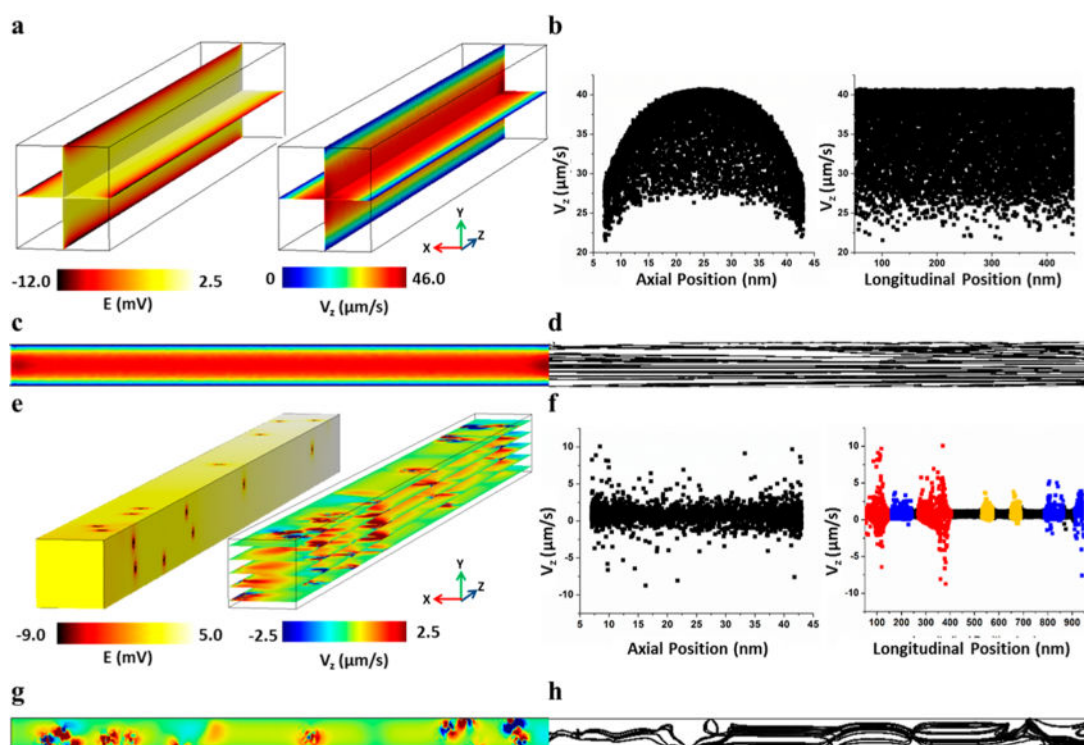 a
b
X
Y
Z
-12.0
2.5
E (mV)
0
46.0
Vz (μm/s)
Vz (μm/s)
40
35
30
25
20
5 10 15 20 25 30 35 40 45
Axial Position (nm)
Vz (μm/s)
40
35
30
25
20
100 200 300 400
Longitudinal Position (nm)
c
d
e
f
X
Y
Z
-9.0
5.0
E (mV)
-2.5
2.5
Vz (μm/s)
Vz (μm/s)
10
5
0
-5
-10
5 10 15 20 25 30 35 40 45
Axial Position (nm)
Vz (μm/s)
10
5
0
-5
-10
100 200 300 400 500 600 700 800 900
Longitudinal Position (nm)
g
h